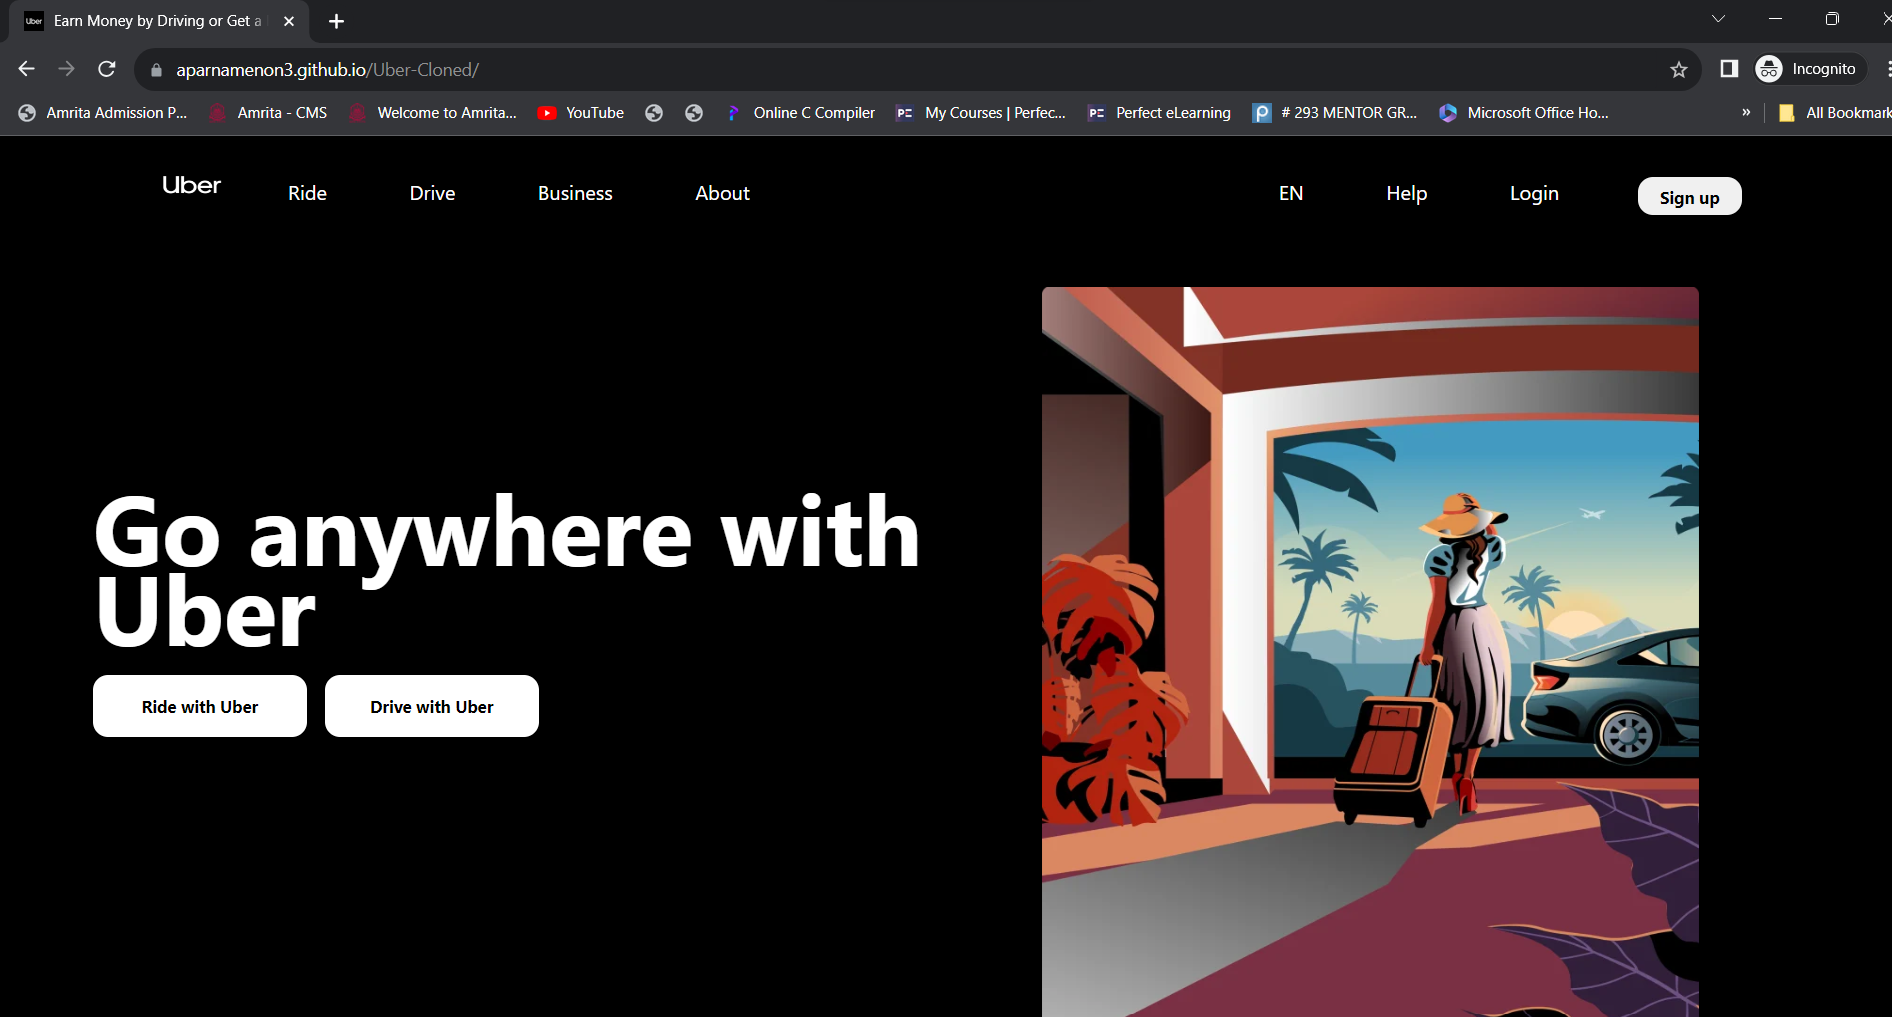 Uber
Earn Money by Driving or Get a
aparnamenon3.github.io/Uber-Cloned/
Incognito
Amrita Admission P...
Amrita - CMS
Welcome to Amrita...
YouTube
Online C Compiler
PE
My Courses | Perfec...
PE
Perfect eLearning
# 293 MENTOR GR...
Microsoft Office Ho...
»
All Bookmark
Uber
Ride
Drive
Business
About
EN
Help
Login
Sign up
Go anywhere with
Uber
Ride with Uber
Drive with Uber